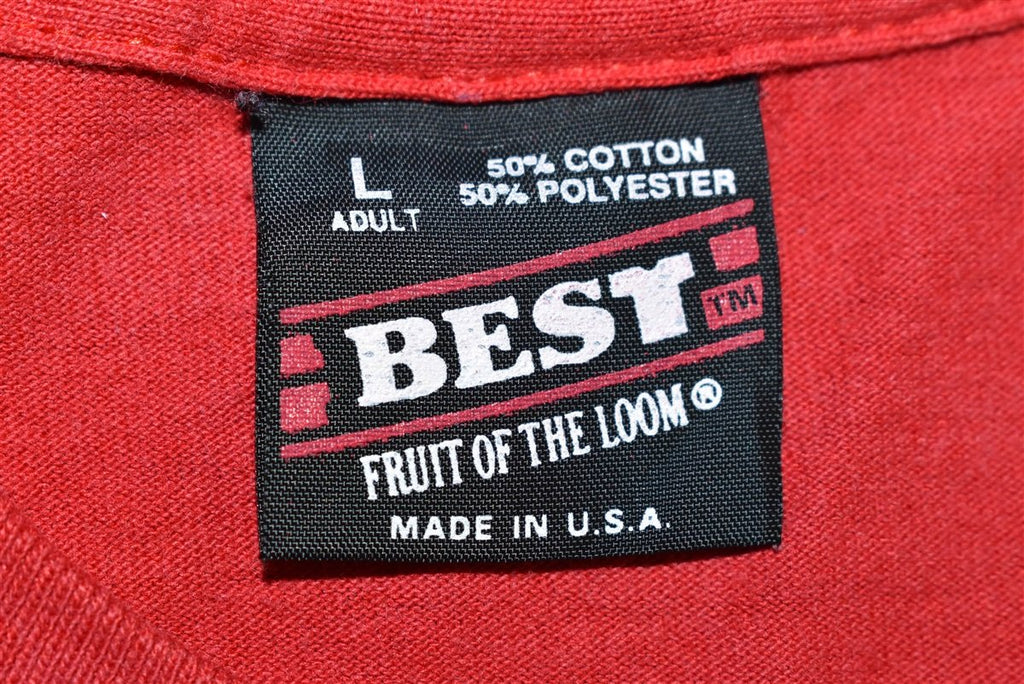 L
ADULT
50% COTTON
50% POLYESTER
BEST
TM
FRUIT OF THE LOOM®
MADE IN U.S.A.